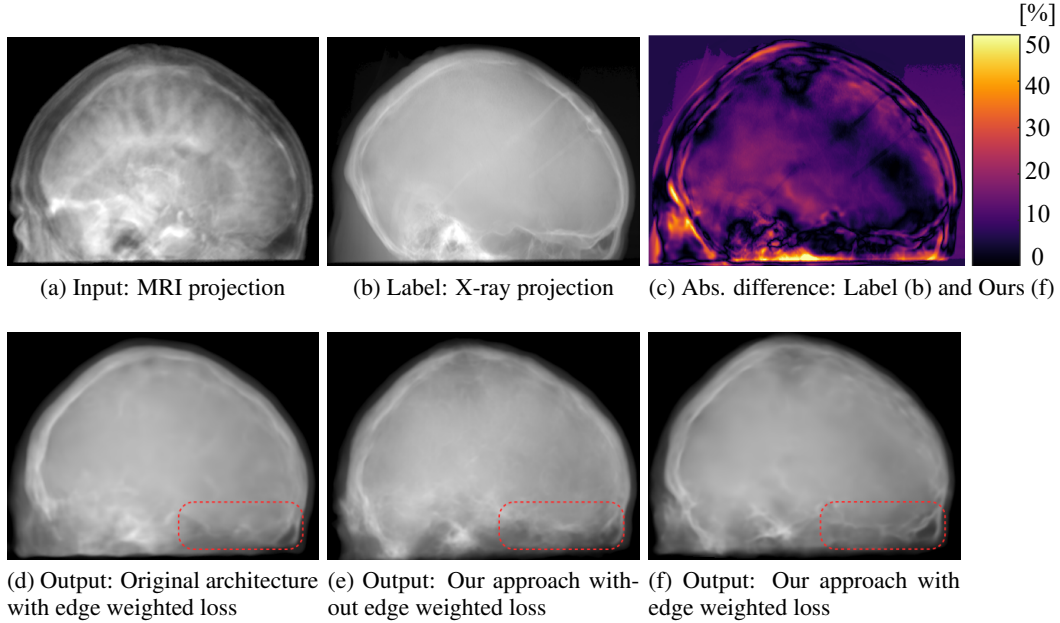 [%]
50
40
30
20
10
0
(a) Input: MRI projection
(b) Label: X-ray projection
(c) Abs. difference: Label (b) and Ours (f)
(d) Output: Original architecture
with edge weighted loss
(e) Output: Our approach with-
out edge weighted loss
(f) Output: Our approach with
edge weighted loss